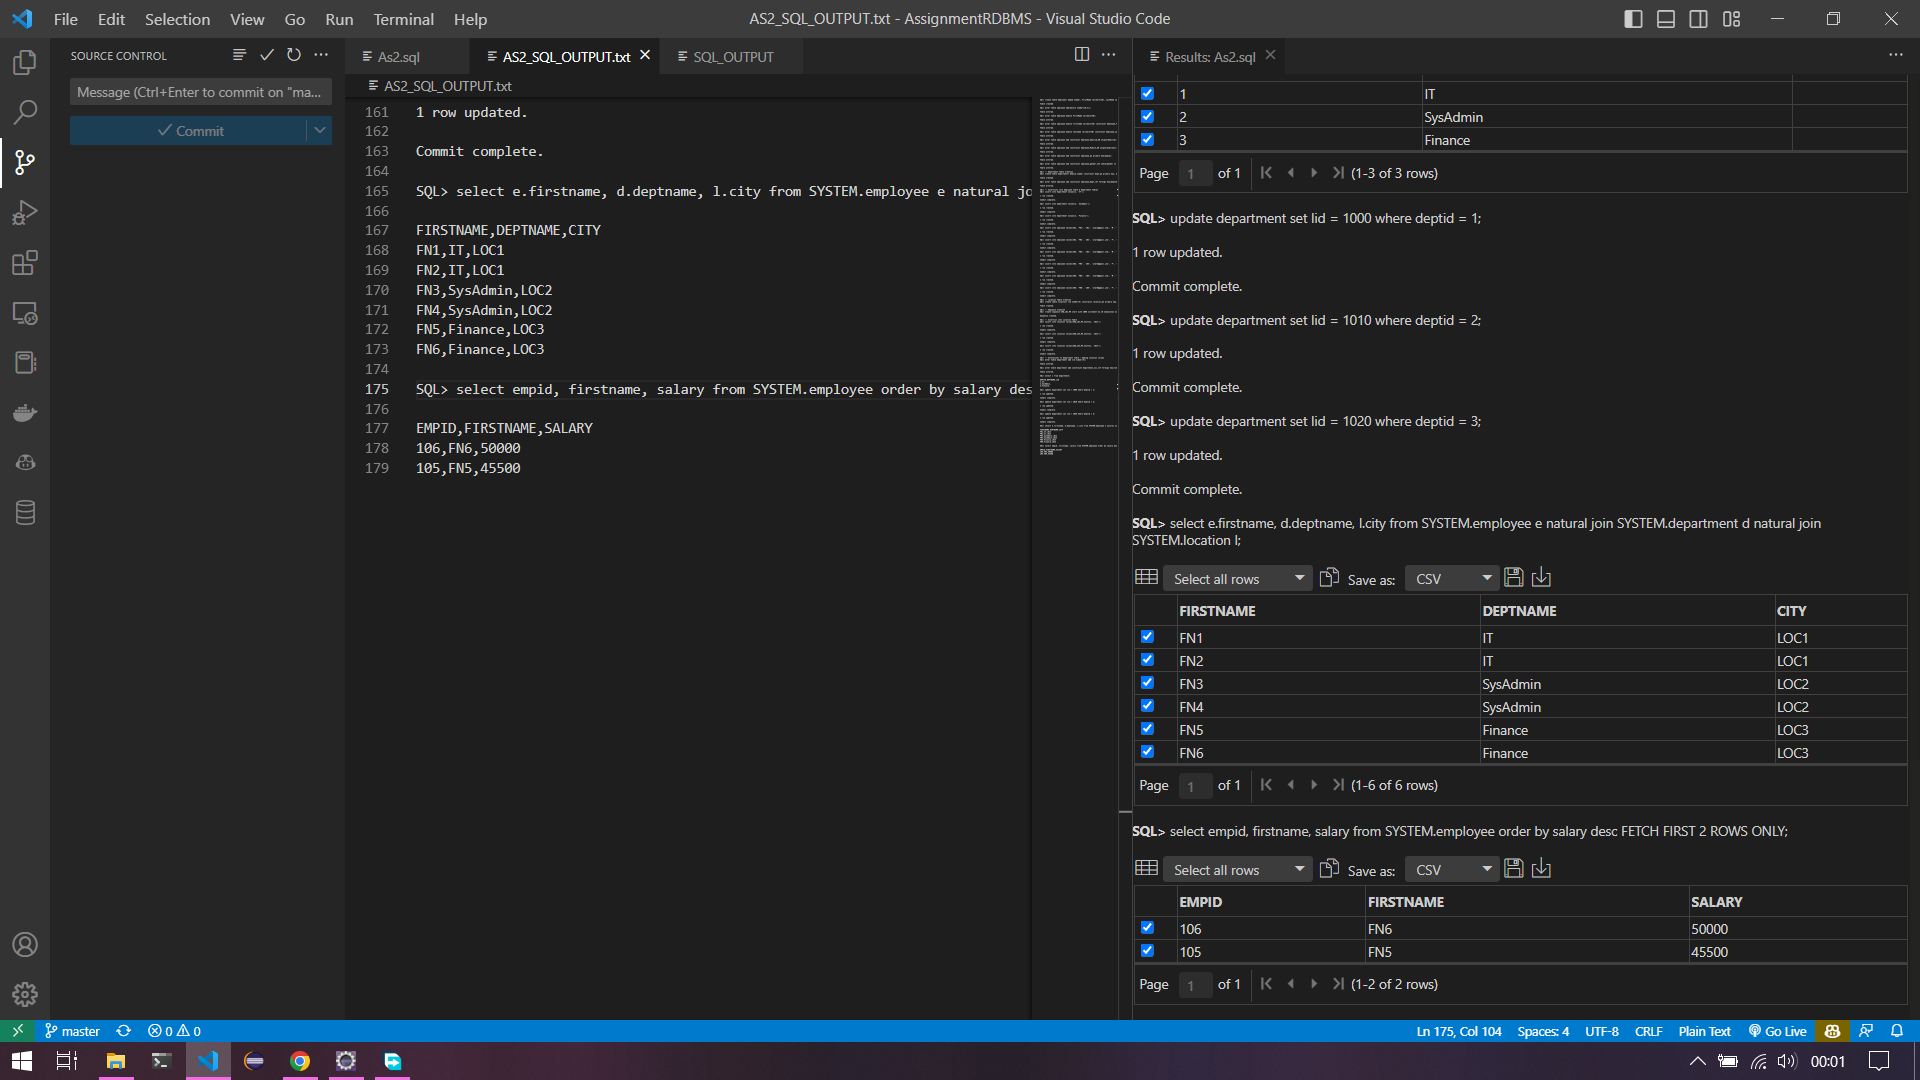 File Edit Selection View Go Run Terminal Help
AS2_SQL_OUTPUT.txt - AssignmentRDBMS - Visual Studio Code
SOURCE CONTROL
Message (Ctrl+Enter to commit on "ma...
Commit
As2.sql
AS2_SQL_OUTPUT.txt
SQL_OUTPUT
AS2_SQL_OUTPUT.txt
161 1 row updated.
162
163 Commit complete.
164
165 SQL> select e.firstname, d.deptname, l.city from SYSTEM.employee e natural jo
166
167 FIRSTNAME,DEPTNAME,CITY
168 FN1,IT,LOC1
169 FN2,IT,LOC1
170 FN3,SysAdmin,LOC2
171 FN4,SysAdmin,LOC2
172 FN5,Finance,LOC3
173 FN6,Finance,LOC3
174
175 SQL> select empid, firstname, salary from SYSTEM.employee order by salary des
176
177 EMPID,FIRSTNAME,SALARY
178 106,FN6,50000
179 105,FN5,45500
Results: As2.sql
1 IT
2 SysAdmin
3 Finance
Page 1 of 1 (1-3 of 3 rows)
SQL> update department set lid = 1000 where deptid = 1;
1 row updated.
Commit complete.
SQL> update department set lid = 1010 where deptid = 2;
1 row updated.
Commit complete.
SQL> update department set lid = 1020 where deptid = 3;
1 row updated.
Commit complete.
SQL> select e.firstname, d.deptname, l.city from SYSTEM.employee e natural join SYSTEM.department d natural join
SYSTEM.location l;
Select all rows Save as: CSV
FIRSTNAME DEPTNAME CITY
FN1 IT LOC1
FN2 IT LOC1
FN3 SysAdmin LOC2
FN4 SysAdmin LOC2
FN5 Finance LOC3
FN6 Finance LOC3
Page 1 of 1 (1-6 of 6 rows)
SQL> select empid, firstname, salary from SYSTEM.employee order by salary desc FETCH FIRST 2 ROWS ONLY;
Select all rows Save as: CSV
EMPID FIRSTNAME SALARY
106 FN6 50000
105 FN5 45500
Page 1 of 1 (1-2 of 2 rows)
master 0 0
Ln 175, Col 104 Spaces: 4 UTF-8 CRLF Plain Text Go Live
00:01